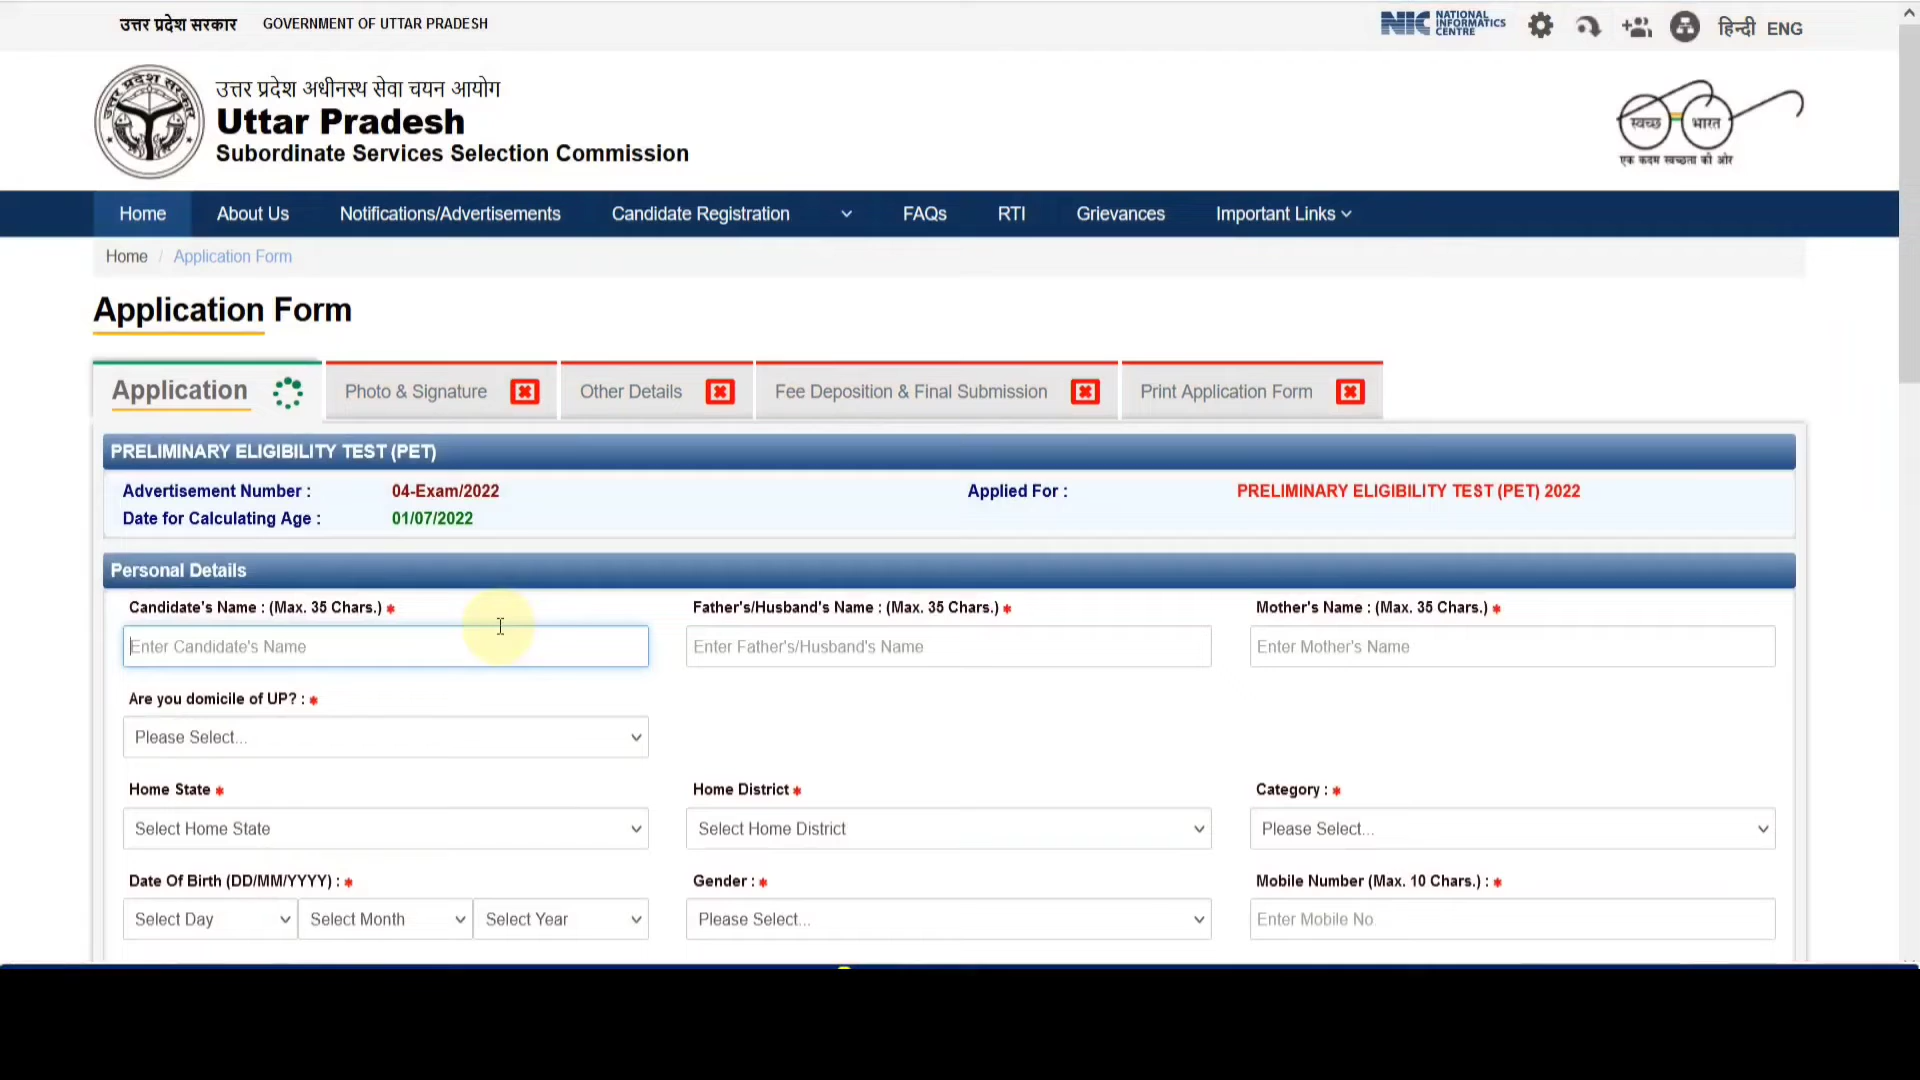 उत्तर प्रदेश सरकार GOVERNMENT OF UTTAR PRADESH
NIC NATIONAL INFORMATICS CENTRE
हिन्दी ENG
उत्तर प्रदेश अधीनस्थ सेवा चयन आयोग
Uttar Pradesh
Subordinate Services Selection Commission
स्वच्छ भारत
एक कदम स्वच्छता की ओर
Home About Us Notifications/Advertisements Candidate Registration FAQs RTI Grievances Important Links
Home / Application Form
Application Form
Application Photo & Signature Other Details Fee Deposition & Final Submission Print Application Form
PRELIMINARY ELIGIBILITY TEST (PET)
Advertisement Number : 04-Exam/2022 Applied For : PRELIMINARY ELIGIBILITY TEST (PET) 2022
Date for Calculating Age : 01/07/2022
Personal Details
Candidate's Name : (Max. 35 Chars.) * Father's/Husband's Name : (Max. 35 Chars.) * Mother's Name : (Max. 35 Chars.) *
Enter Candidate's Name Enter Father's/Husband's Name Enter Mother's Name
Are you domicile of UP? : *
Please Select...
Home State * Home District * Category : *
Select Home State Select Home District Please Select...
Date Of Birth (DD/MM/YYYY) : * Gender : * Mobile Number (Max. 10 Chars.) : *
Select Day Select Month Select Year Please Select... Enter Mobile No